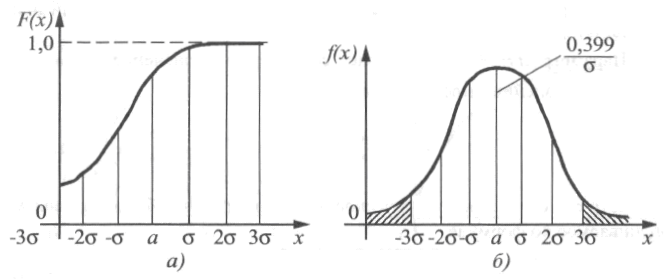 F(x)
1,0
0
-3σ -2σ -σ a σ 2σ 3σ x
а)
f(x)
0,399
σ
0
-3σ -2σ -σ a σ 2σ 3σ x
б)